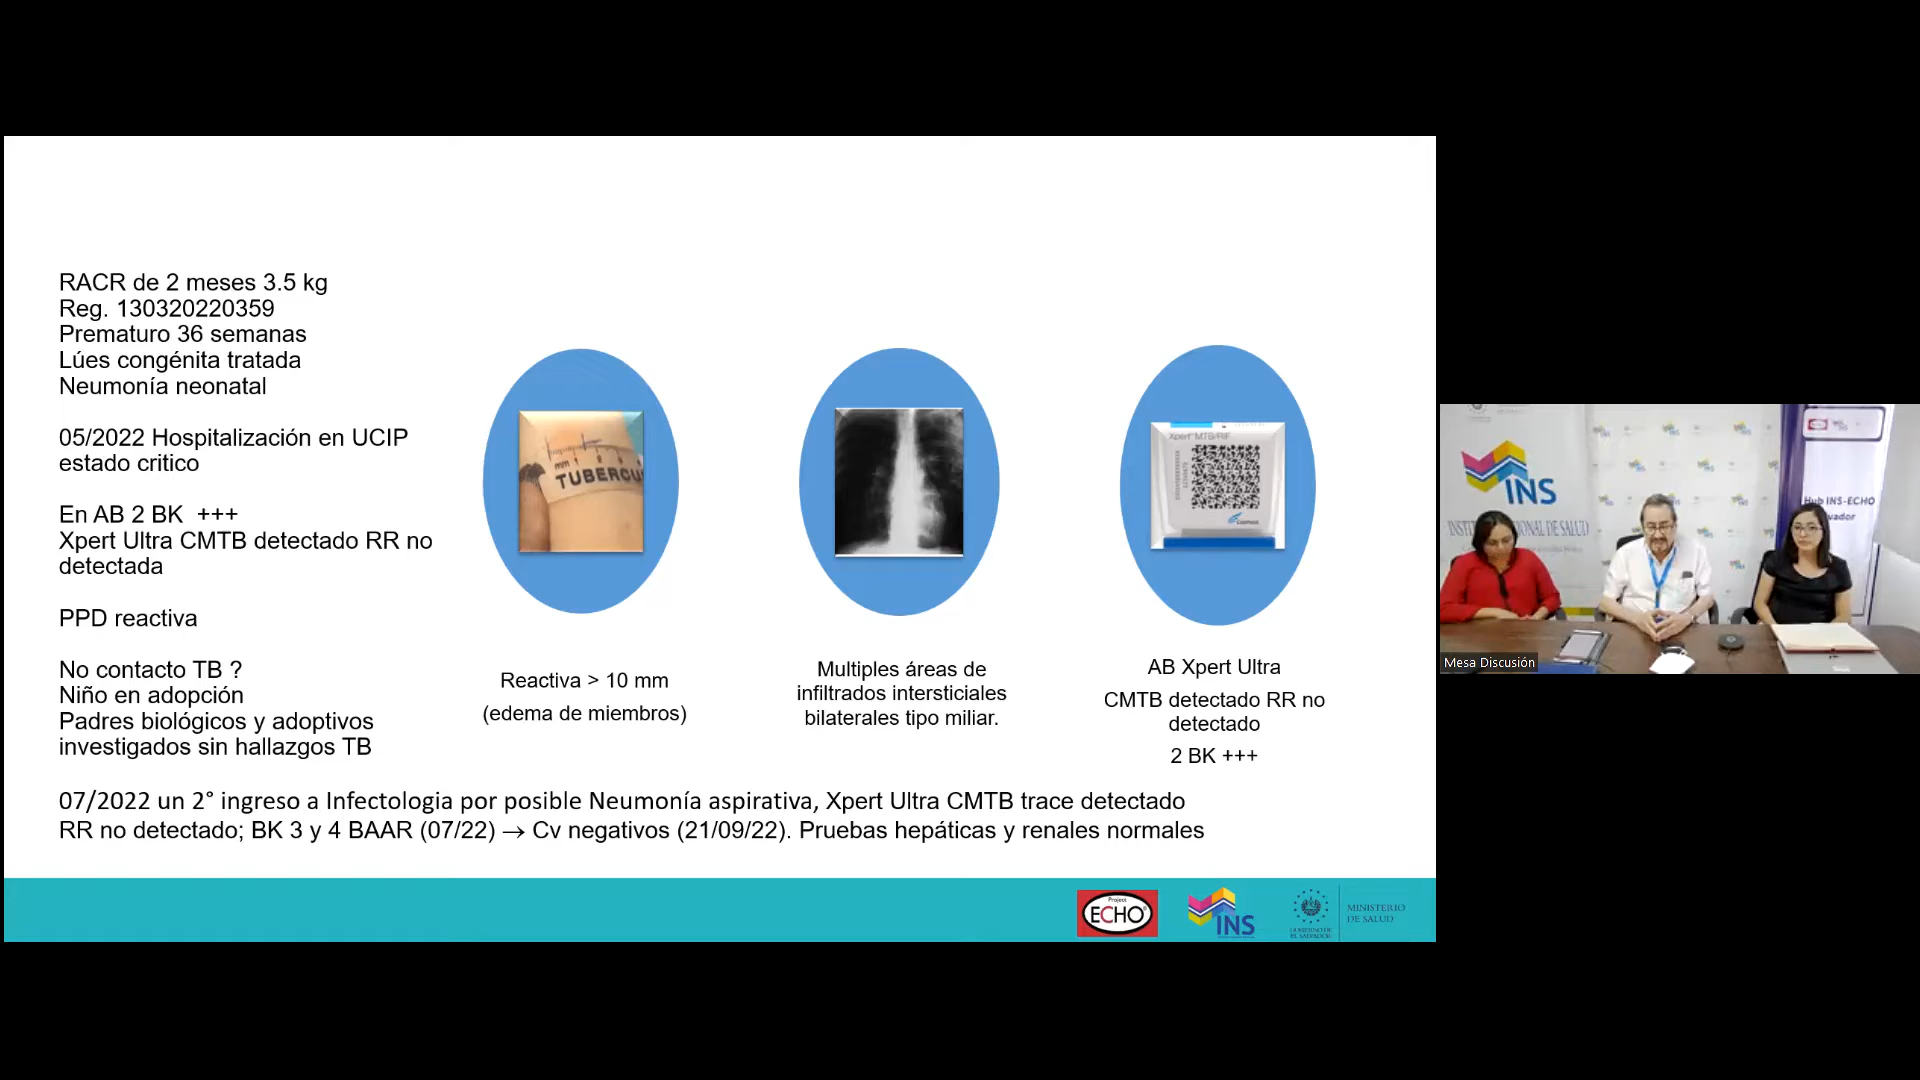 RACR de 2 meses 3.5 kg
Reg. 130320220359
Prematuro 36 semanas
Lúes congénita tratada
Neumonía neonatal
05/2022 Hospitalización en UCIP
estado critico
En AB 2 BK +++
Xpert Ultra CMTB detectado RR no
detectada
PPD reactiva
No contacto TB ?
Niño en adopción
Padres biológicos y adoptivos
investigados sin hallazgos TB
mm
TUBERCU
Reactiva > 10 mm
(edema de miembros)
Multiples áreas de
infiltrados intersticiales
bilaterales tipo miliar.
Xpert MTB/RIF
AB Xpert Ultra
CMTB detectado RR no
detectado
2 BK +++
07/2022 un 2° ingreso a Infectologia por posible Neumonía aspirativa, Xpert Ultra CMTB trace detectado
RR no detectado; BK 3 y 4 BAAR (07/22) → Cv negativos (21/09/22). Pruebas hepáticas y renales normales
Project
ECHO
INS
MINISTERIO
DE SALUD
GOBIERNO DE
EL SALVADOR
INS
Hub INS-ECHO
Mesa Discusión